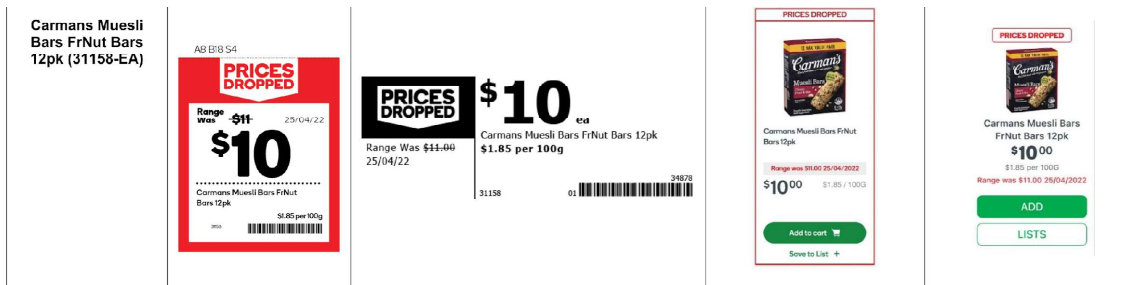 Carmans Muesli
Bars FrNut Bars
12pk (31158-EA)
A8 B18 S4
PRICES
DROPPED
Range
Was $11
25/04/22
$10
Carmans Muesli Bars FrNut
Bars 12pk
$1.85 per 100g
PRICES
DROPPED
$10 ea
Carmans Muesli Bars FrNut Bars 12pk
Range Was $11.00
$1.85 per 100g
25/04/22
34878
31158
01
PRICES DROPPED
Carman's
Muesli Bars
Carmans Muesli Bars FrNut
Bars 12pk
Range was $11.00 25/04/2022
$10.00
$1.85 / 100G
Add to cart
Save to List +
PRICES DROPPED
Carman's
Muesli Bars
Carmans Muesli Bars
FrNut Bars 12pk
$10.00
$1.85 per 100G
Range was $11.00 25/04/2022
ADD
LISTS